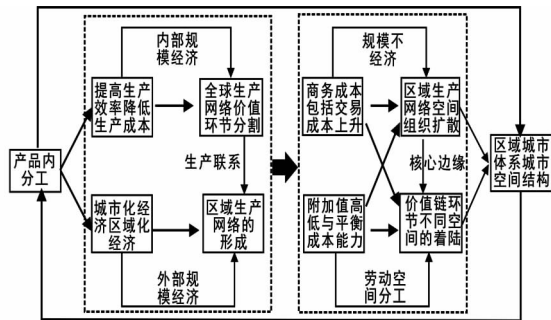 内部规
模经济
规模不
经济
提高生产
效率降低
生产成本
全球生产
网络价值
环节分割
商务成本
包括交易
成本上升
区域生产
网络空间
组织扩散
产品内
分工
生产联系
核心边缘
区域城市
体系城市
空间结构
城市化经
济区域化
经济
区域生产
网络的
形成
附加值高
低与平衡
成本能力
价值链环
节不同空
间的着陆
外部规
模经济
劳动空
间分工